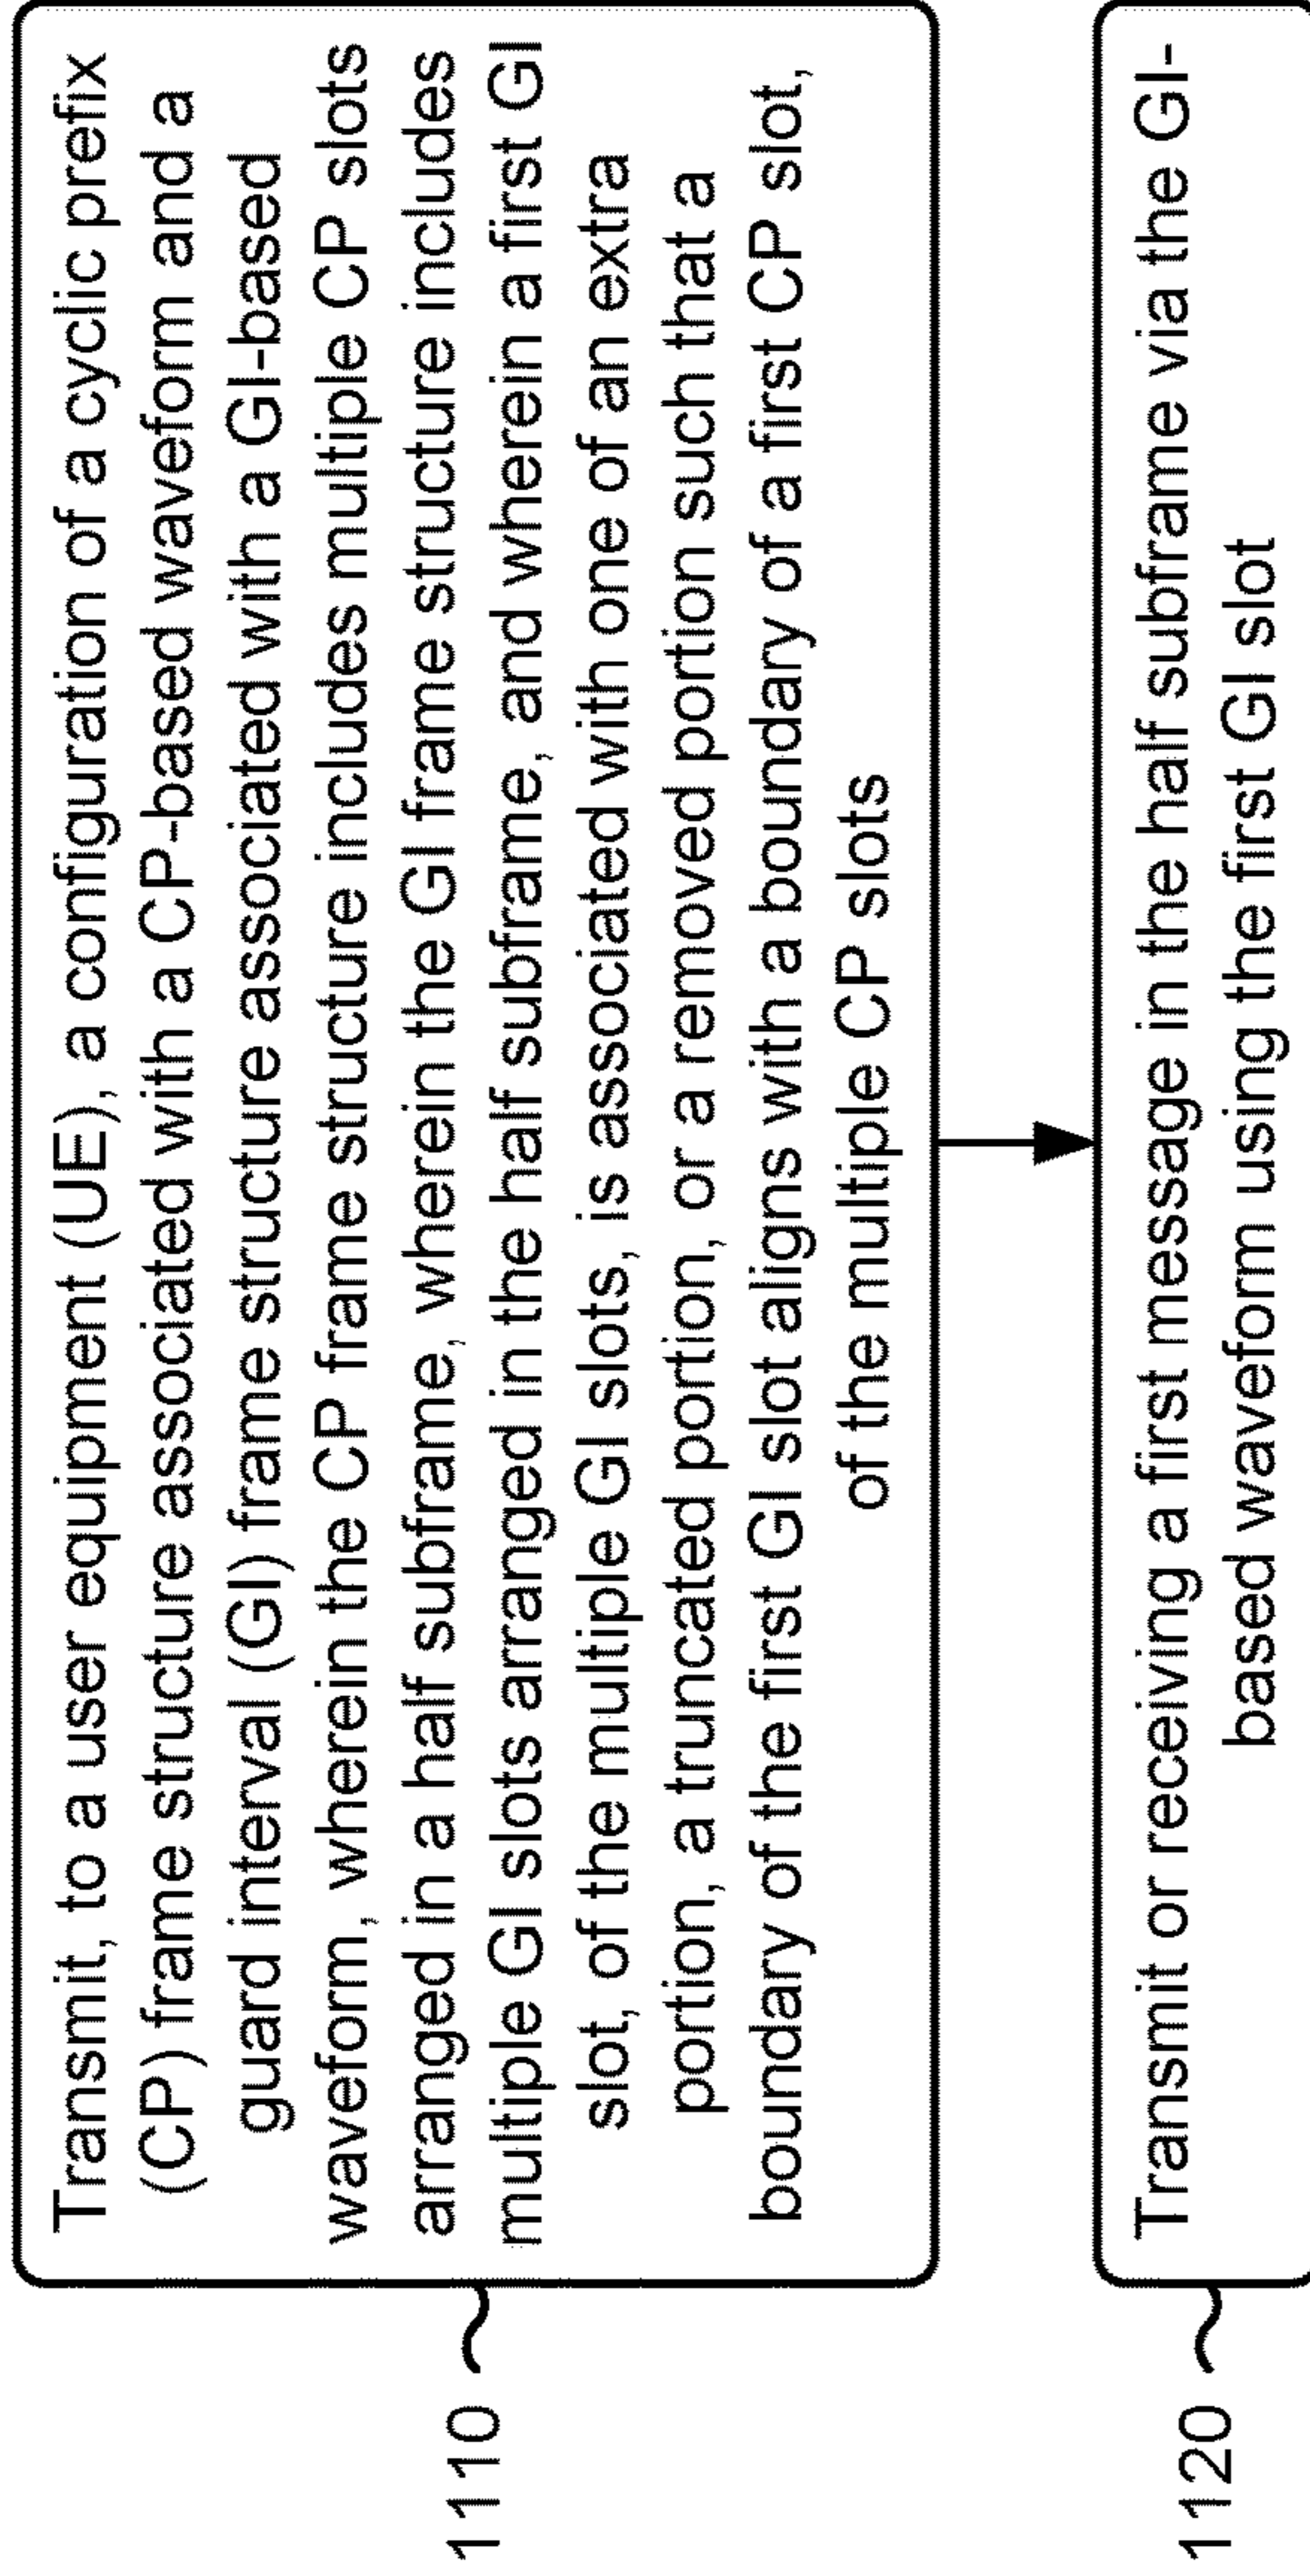 Transmit, to a user equipment (UE), a configuration of a cyclic prefix
(CP) frame structure associated with a CP-based waveform and a
guard interval (GI) frame structure associated with a GI-based
waveform, wherein the CP frame structure includes multiple CP slots
arranged in a half subframe, wherein the GI frame structure includes
multiple GI slots arranged in the half subframe, and wherein a first GI
slot, of the multiple GI slots, is associated with one of an extra
portion, a truncated portion, or a removed portion such that a
boundary of the first GI slot aligns with a boundary of a first CP slot,
of the multiple CP slots
1110
Transmit or receiving a first message in the half subframe via the GI-
based waveform using the first GI slot
1120